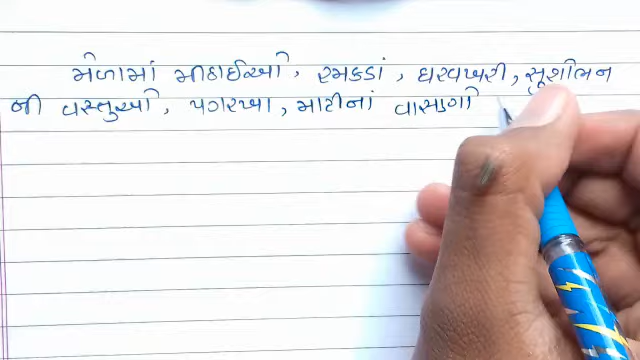 મેળામાં મીઠાઈઓ, રમકડાં, ઘરવખરી, સુશોભન
ની વસ્તુઓ, પગરખા, માટીનાં વાસણો